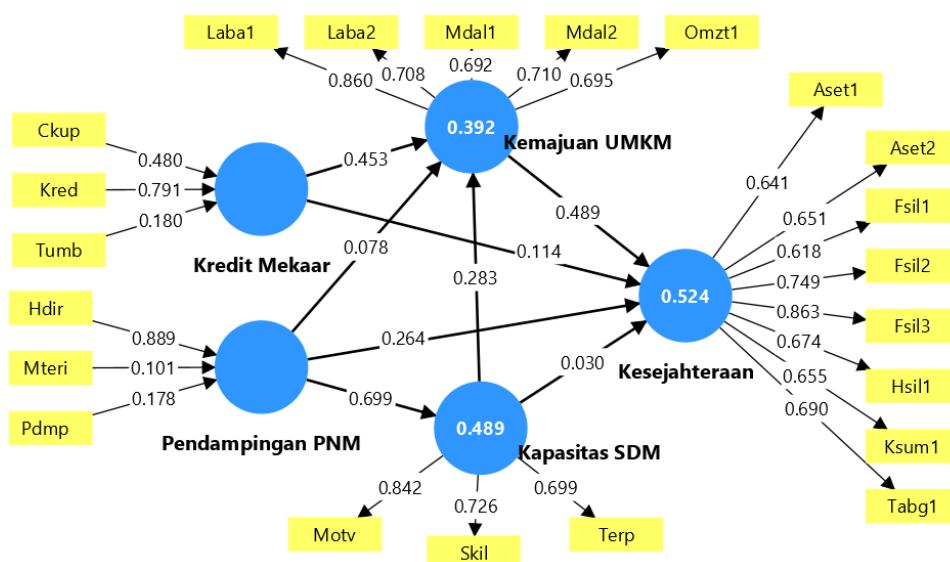 Laba1
Laba2
Mdal1
Mdal2
Omzt1
0.860
0.708
0.692
0.710
0.695
Aset1
Aset2
Fsil1
Fsil2
Fsil3
Hsil1
Ksum1
Tabg1
0.641
0.651
0.618
0.749
0.863
0.674
0.655
0.690
Ckup
Kred
Tumb
0.480
0.791
0.180
Kredit Mekaar
0.453
0.392
Kemajuan UMKM
0.489
0.114
0.078
0.283
0.524
Kesejahteraan
Hdir
Mteri
Pdmp
0.889
0.101
0.178
Pendampingan PNM
0.264
0.699
0.030
0.489
Kapasitas SDM
0.842
0.726
0.699
Motv
Skil
Terp